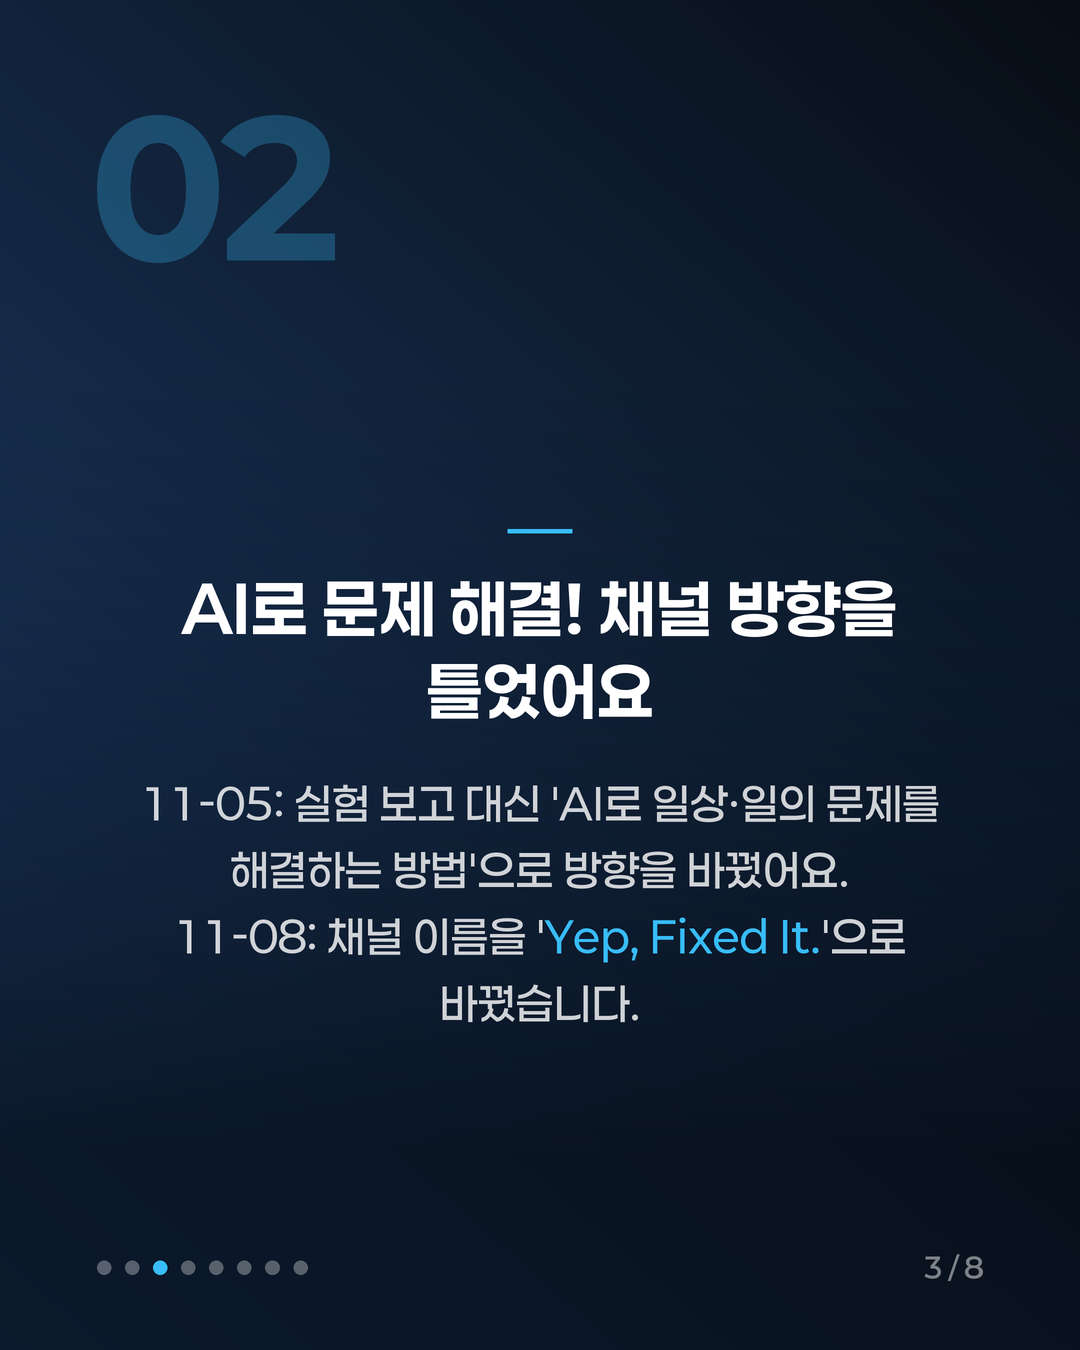 02
AI로 문제 해결! 채널 방향을
틀었어요
11-05: 실험 보고 대신 'AI로 일상·일의 문제를
해결하는 방법'으로 방향을 바꿨어요.
11-08: 채널 이름을 'Yep, Fixed It.'으로
바꿨습니다.
3/8